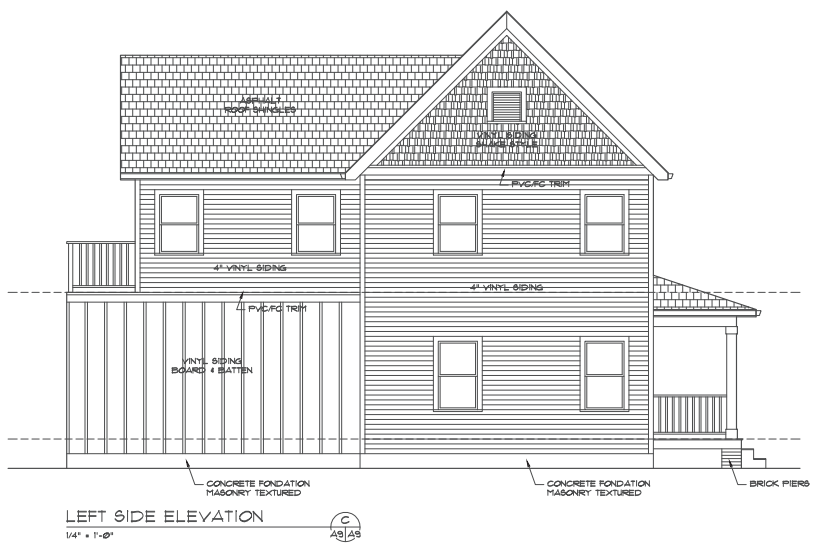 ASPHALT
ROOF SHINGLES
VINYL SIDING
SHAKE STYLE
PVC/FC TRIM
4" VINYL SIDING
4" VINYL SIDING
PVC/FC TRIM
VINYL SIDING
BOARD & BATTEN
CONCRETE FONDATION
MASONRY TEXTURED
CONCRETE FONDATION
MASONRY TEXTURED
BRICK PIERS
LEFT SIDE ELEVATION
1/4" = 1'-0"
C
A9 A9